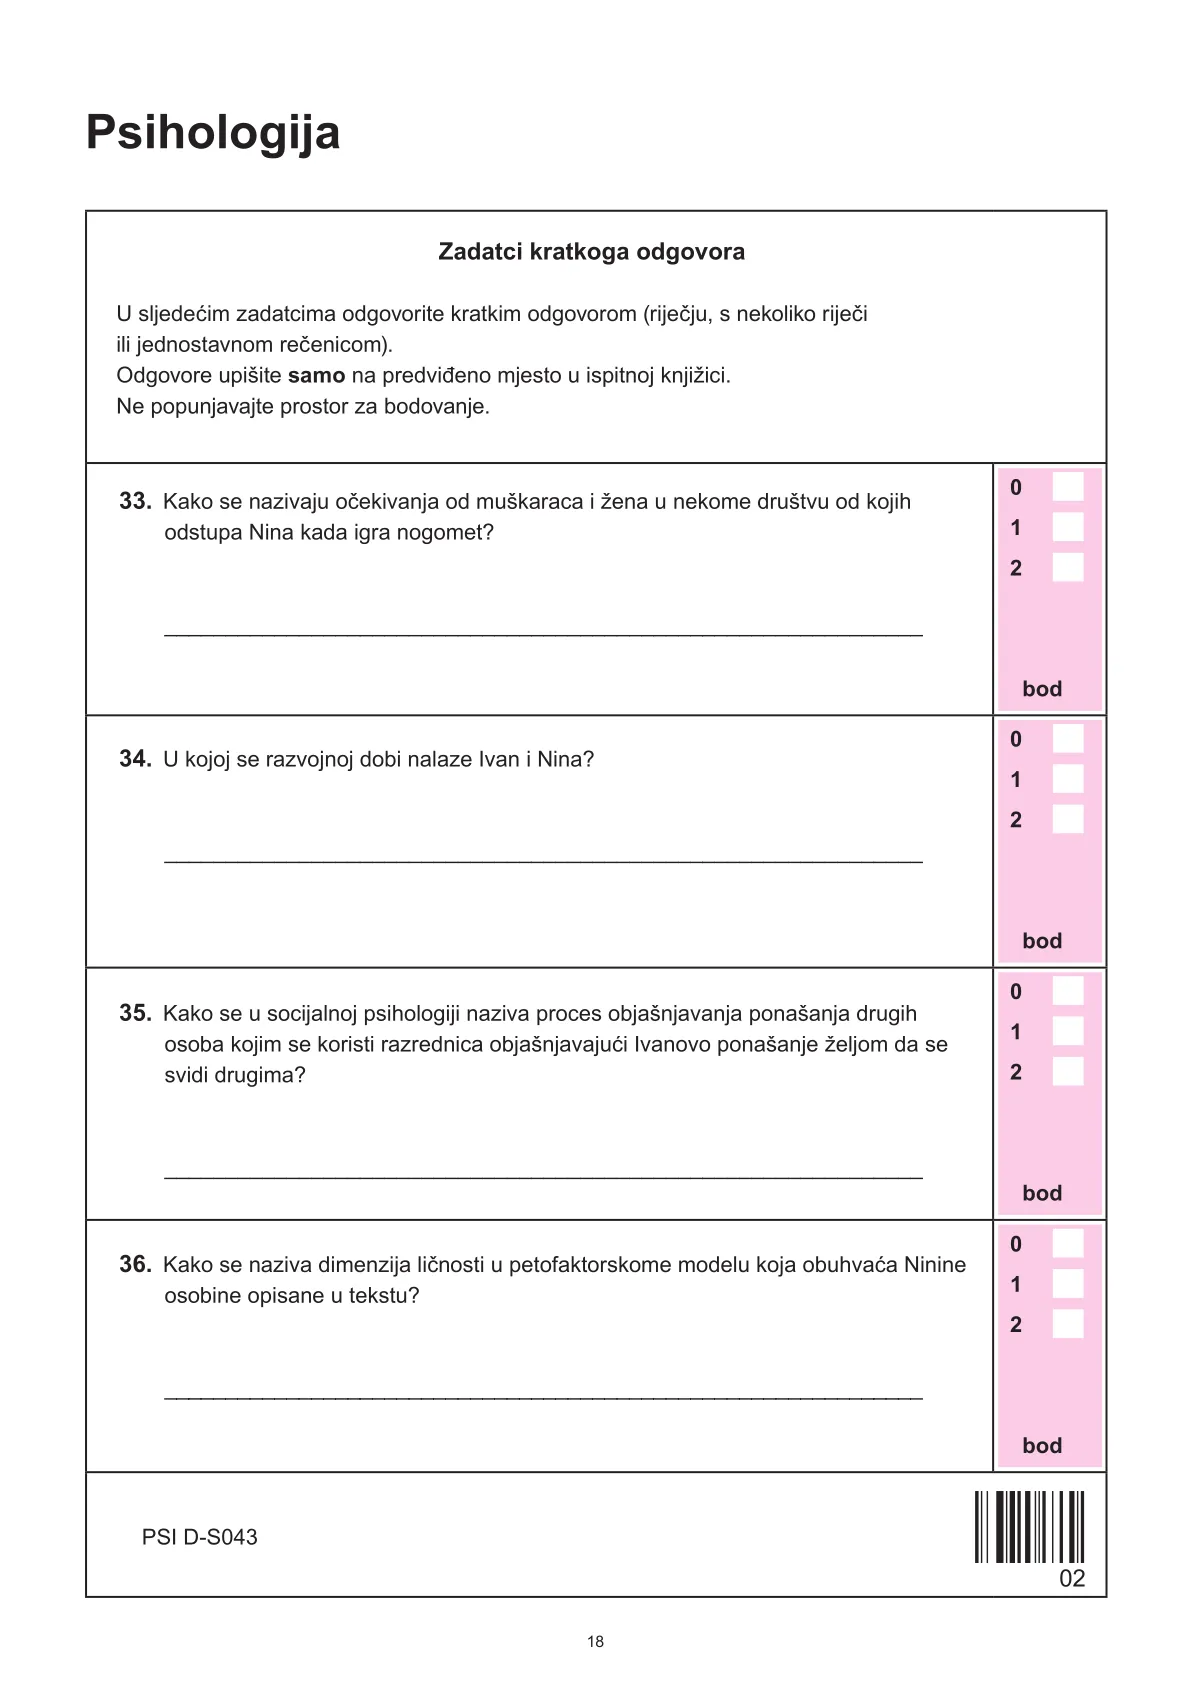 Psihologija
Zadatci kratkoga odgovora
U sljedećim zadatcima odgovorite kratkim odgovorom (riječju, s nekoliko riječi
ili jednostavnom rečenicom).
Odgovore upišite samo na predviđeno mjesto u ispitnoj knjižici.
Ne popunjavajte prostor za bodovanje.
33. Kako se nazivaju očekivanja od muškaraca i žena u nekome društvu od kojih
odstupa Nina kada igra nogomet?
0
1
2
bod
34. U kojoj se razvojnoj dobi nalaze Ivan i Nina?
0
1
2
bod
35. Kako se u socijalnoj psihologiji naziva proces objašnjavanja ponašanja drugih
osoba kojim se koristi razrednica objašnjavajući Ivanovo ponašanje željom da se
svidi drugima?
0
1
2
bod
36. Kako se naziva dimenzija ličnosti u petofaktorskome modelu koja obuhvaća Ninine
osobine opisane u tekstu?
0
1
2
bod
PSI D-S043
02
18